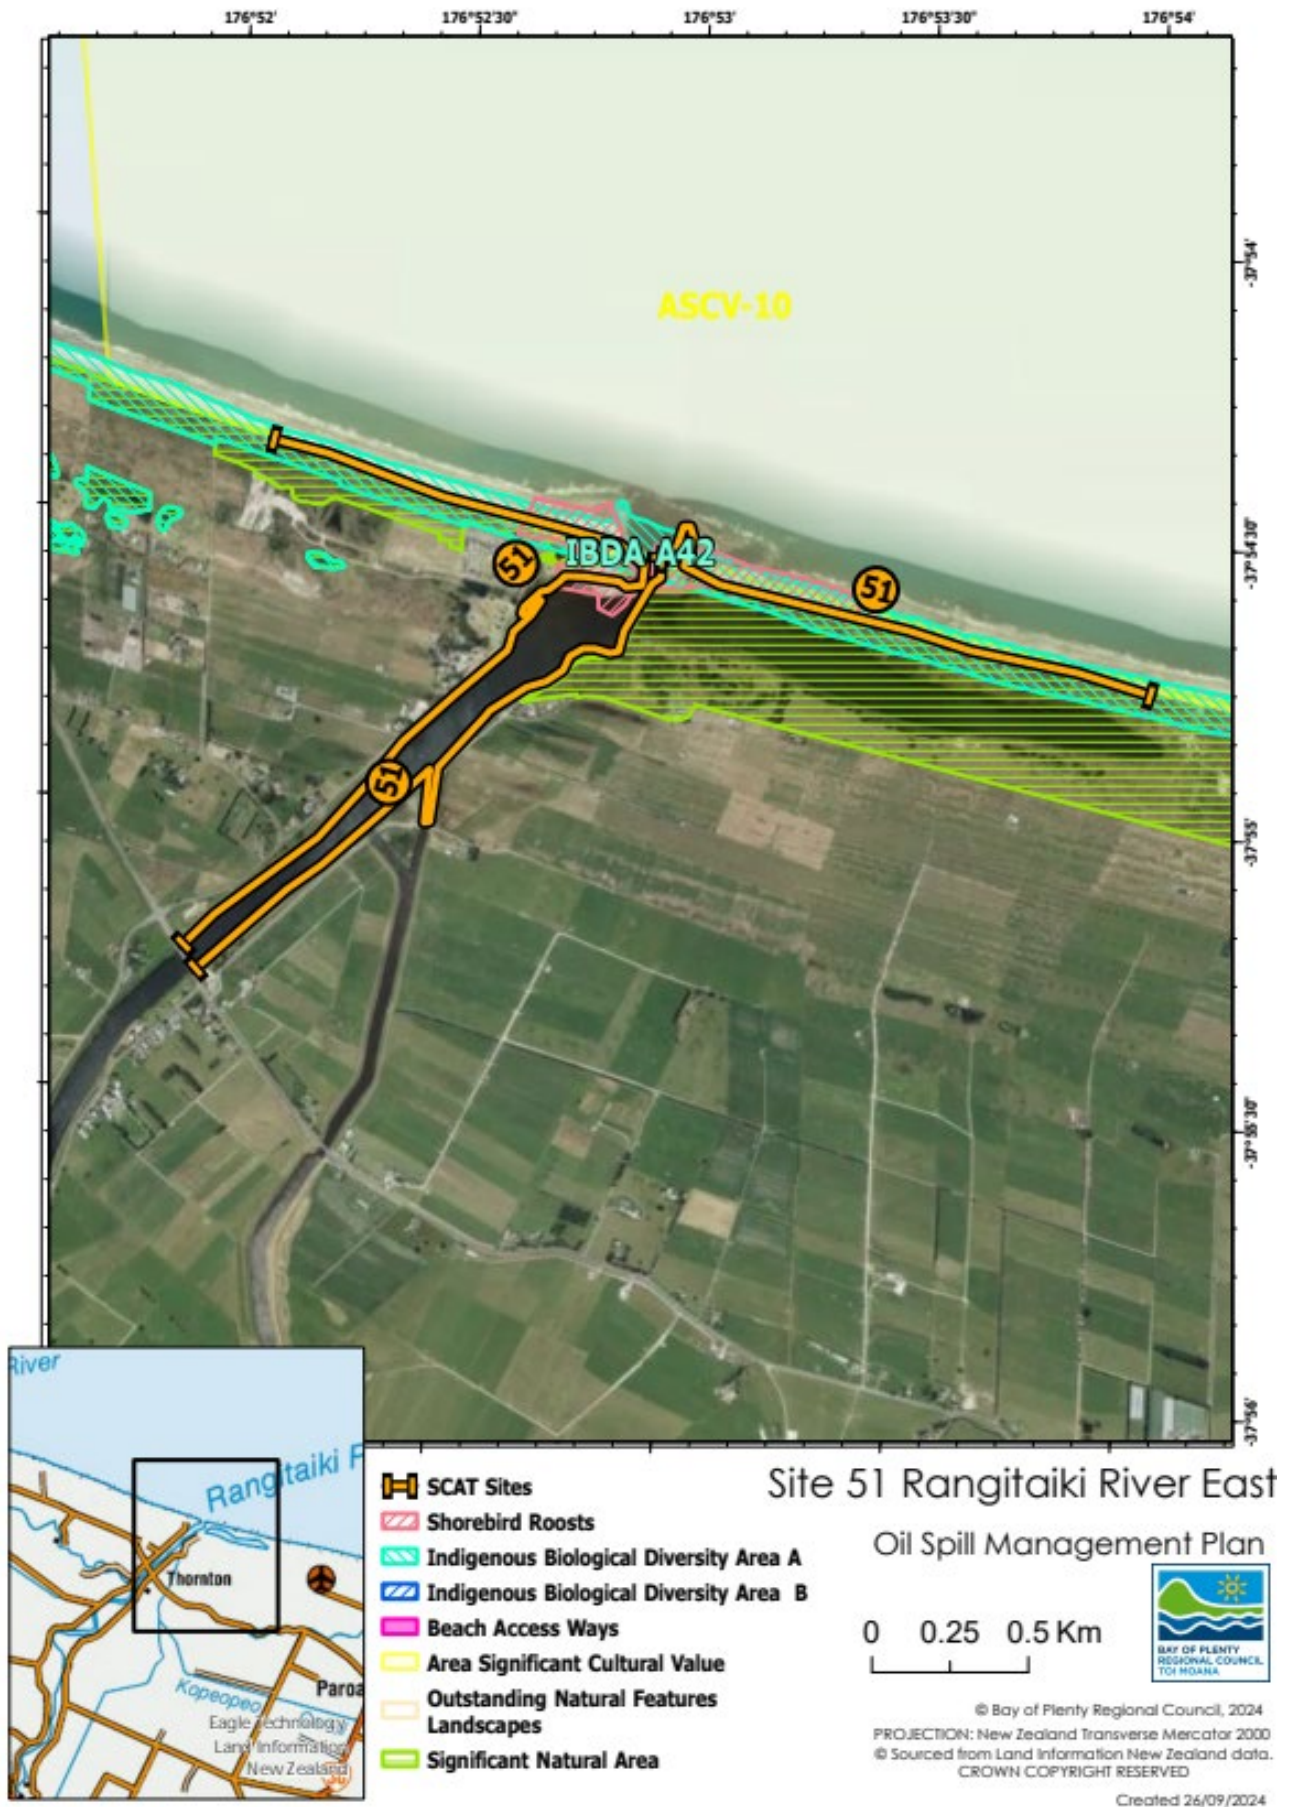 176°52'
176°52'30"
176°53'
176°53'30"
176°54'
-37°54'
ASCV-10
-37°54'30"
IBDA A42
51
51
51
-37°55'
-37°55'30"
-37°56'
River
Rangitaiki R
Thornton
Kopeopeo
Paroa
Eagle Technology,
Land Information
New Zealand
SCAT Sites
Shorebird Roosts
Indigenous Biological Diversity Area A
Indigenous Biological Diversity Area B
Beach Access Ways
Area Significant Cultural Value
Outstanding Natural Features
Landscapes
Significant Natural Area
Site 51 Rangitaiki River East
Oil Spill Management Plan
0 0.25 0.5 Km
BAY OF PLENTY
REGIONAL COUNCIL
TOI MOANA
© Bay of Plenty Regional Council, 2024
PROJECTION: New Zealand Transverse Mercator 2000
© Sourced from Land Information New Zealand data.
CROWN COPYRIGHT RESERVED
Created 26/09/2024